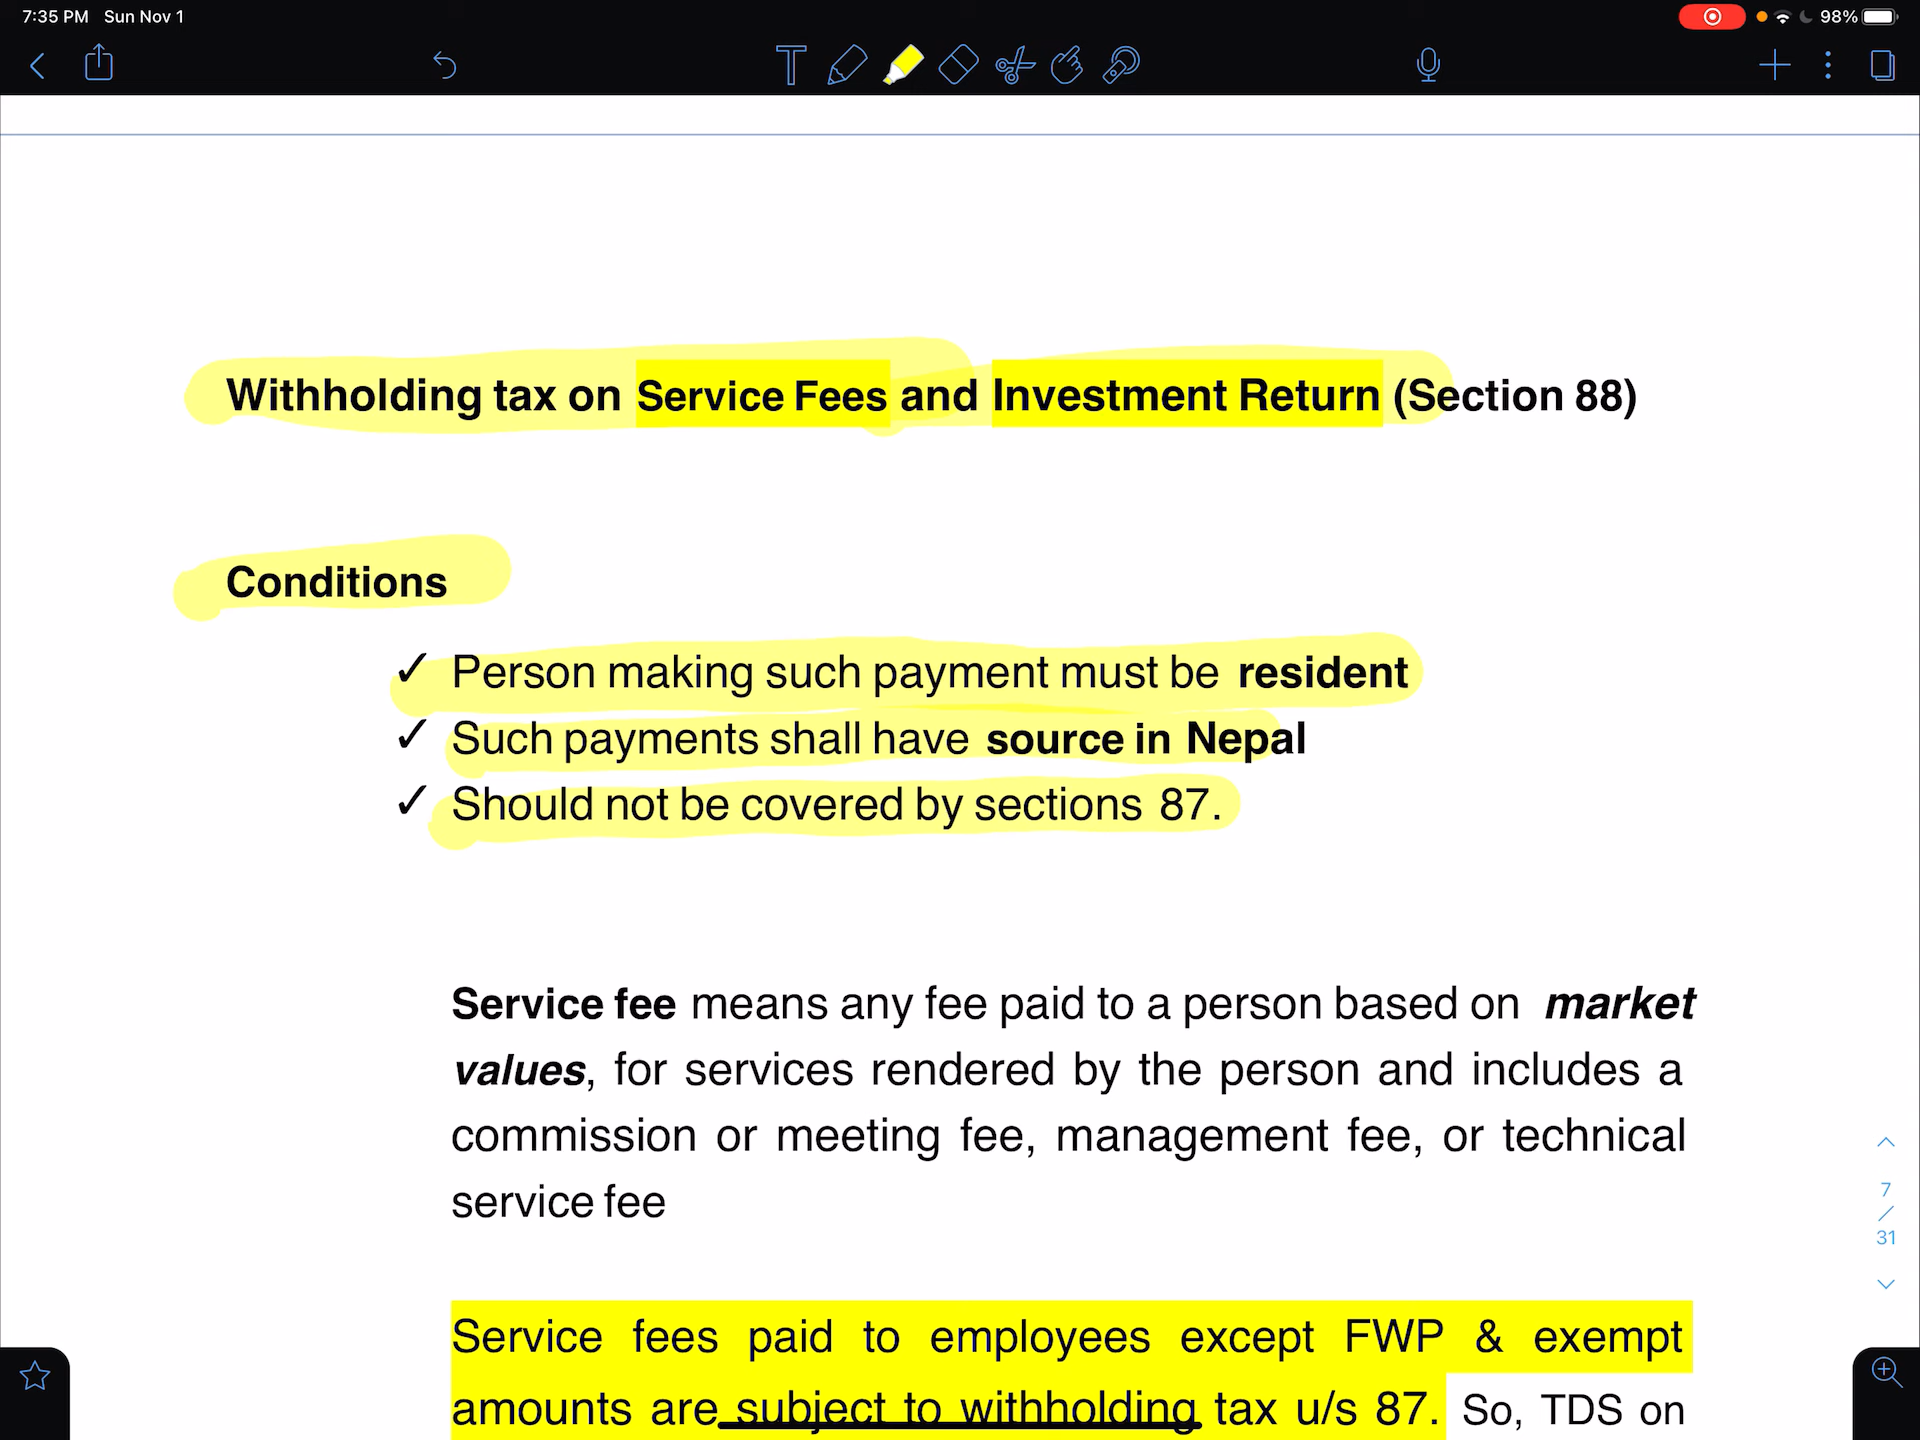 7:35 PM Sun Nov 1
98%
Withholding tax on Service Fees and Investment Return (Section 88)
Conditions
✓ Person making such payment must be resident
✓ Such payments shall have source in Nepal
✓ Should not be covered by sections 87.
Service fee means any fee paid to a person based on market
values, for services rendered by the person and includes a
commission or meeting fee, management fee, or technical
service fee
7
/
31
Service fees paid to employees except FWP & exempt
amounts are subject to withholding tax u/s 87. So, TDS on